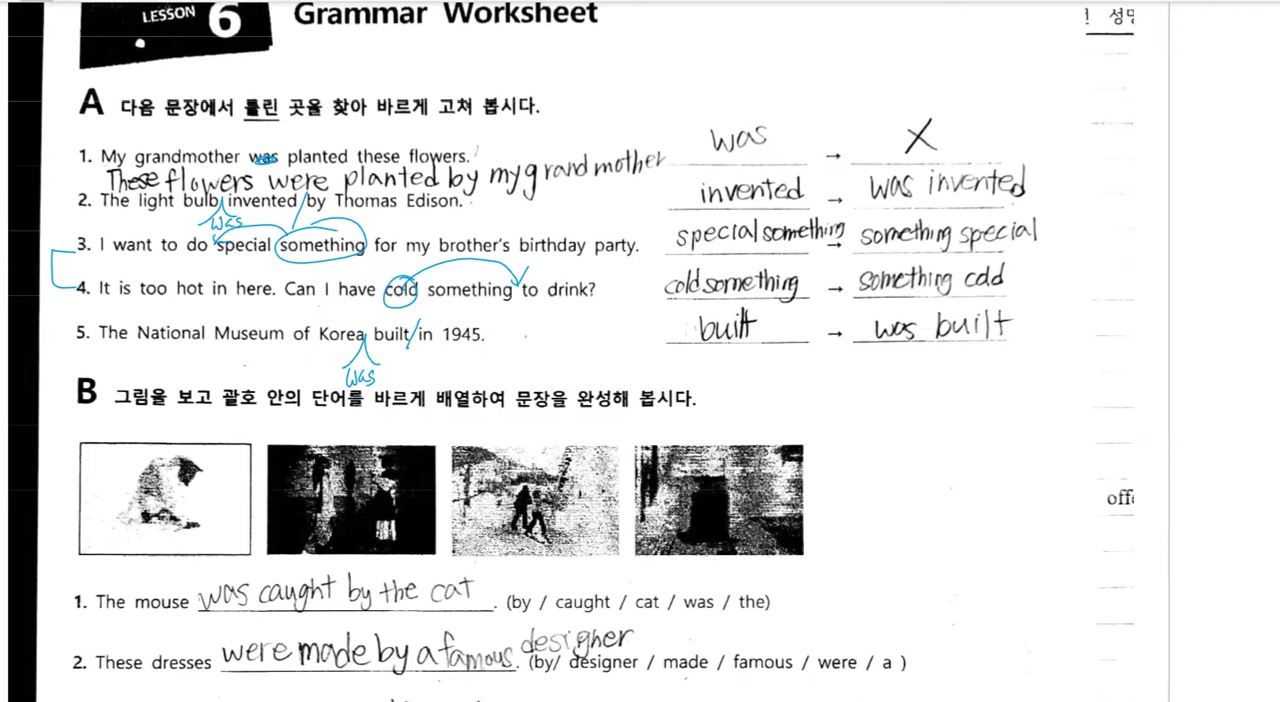 LESSON 6 Grammar Worksheet
성명
A 다음 문장에서 틀린 곳을 찾아 바르게 고쳐 봅시다.
1. My grandmother was planted these flowers. was → X
These flowers were planted by my grandmother
2. The light bulb invented by Thomas Edison. invented → was invented
was
3. I want to do special something for my brother's birthday party. special something → something special
4. It is too hot in here. Can I have cold something to drink? cold something → something cold
5. The National Museum of Korea built in 1945. built → was built
was
B 그림을 보고 괄호 안의 단어를 바르게 배열하여 문장을 완성해 봅시다.
1. The mouse was caught by the cat. (by / caught / cat / was / the)
2. These dresses were made by a famous designer. (by/ designer / made / famous / were / a )